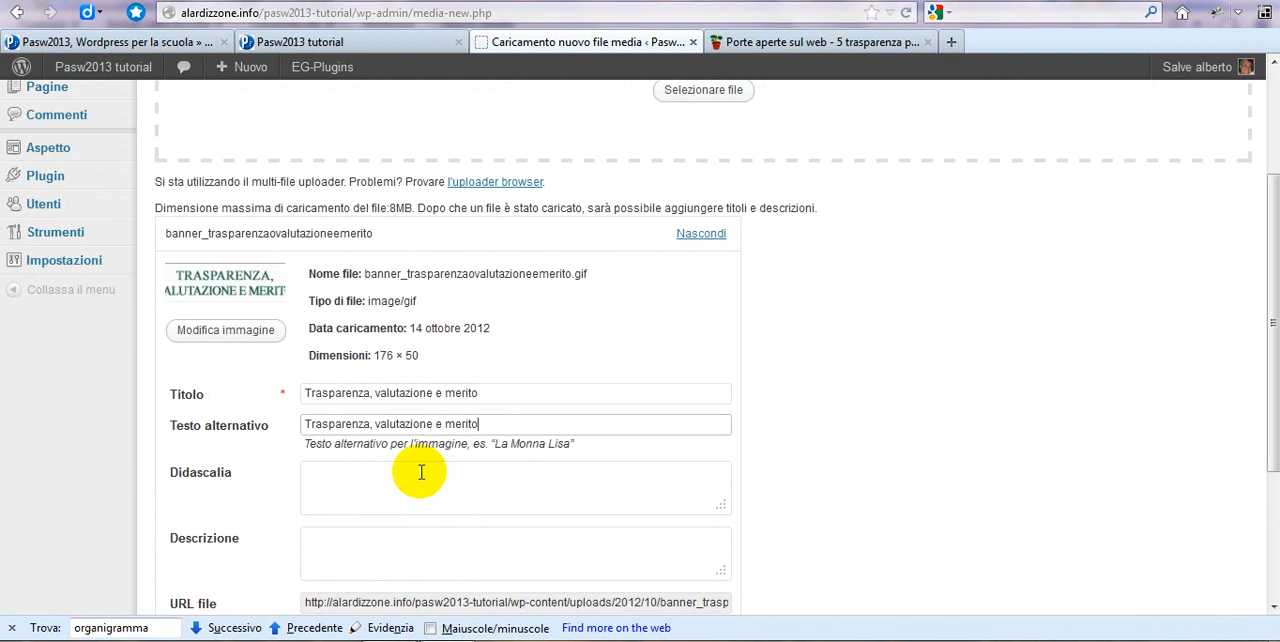 alardizzone.info/pasw2013-tutorial/wp-admin/media-new.php
Pasw2013, Wordpress per la scuola » ...
Pasw2013 tutorial
Caricamento nuovo file media ‹ Pasw...
Porte aperte sul web - 5 trasparenza p...
Pasw2013 tutorial
Nuovo
EG-Plugins
Salve alberto
Pagine
Commenti
Aspetto
Plugin
Utenti
Strumenti
Impostazioni
Collassa il menu
Selezionare file
Si sta utilizzando il multi-file uploader. Problemi? Provare l'uploader browser.
Dimensione massima di caricamento del file:8MB. Dopo che un file è stato caricato, sarà possibile aggiungere titoli e descrizioni.
banner_trasparenzaovalutazioneemerito
Nascondi
TRASPARENZA,
ALUTAZIONE E MERIT
Modifica immagine
Nome file: banner_trasparenzaovalutazioneemerito.gif
Tipo di file: image/gif
Data caricamento: 14 ottobre 2012
Dimensioni: 176 × 50
Titolo * Trasparenza, valutazione e merito
Testo alternativo Trasparenza, valutazione e merito
Testo alternativo per l'immagine, es. “La Monna Lisa”
Didascalia
Descrizione
URL file http://alardizzone.info/pasw2013-tutorial/wp-content/uploads/2012/10/banner_trasp
Trova: organigramma Successivo Precedente Evidenzia Maiuscole/minuscole Find more on the web